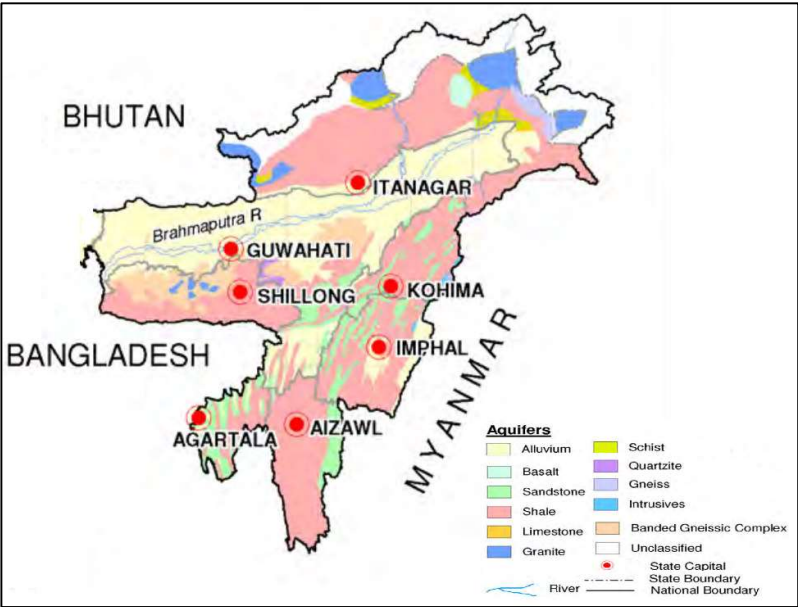 BHUTAN
ITANAGAR
Brahmaputra R
GUWAHATI
SHILLONG
KOHIMA
BANGLADESH
IMPHAL
MYANMAR
AGARTALA
AIZAWL
Aquifers
Alluvium
Basalt
Sandstone
Shale
Limestone
Granite
Schist
Quartzite
Gneiss
Intrusives
Banded Gneissic Complex
Unclassified
State Capital
State Boundary
River
National Boundary